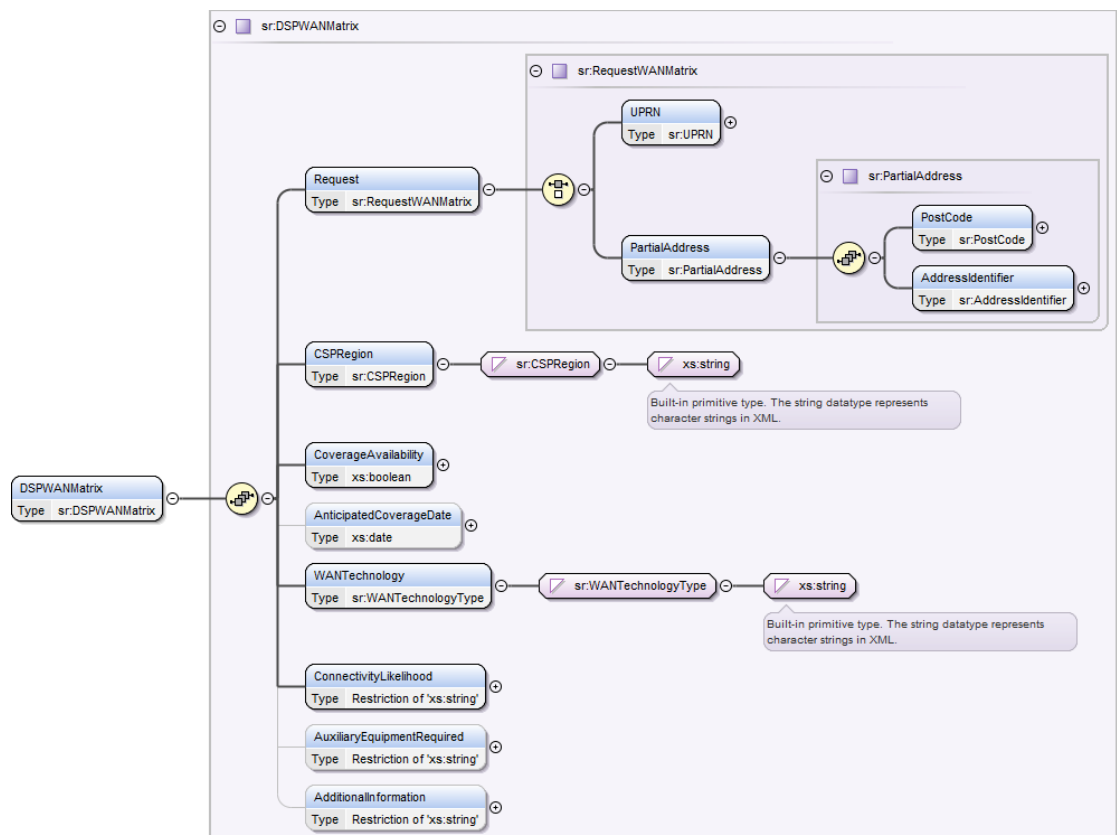 sr:DSPWANMatrix
sr:RequestWANMatrix
UPRN
Type sr:UPRN
sr:PartialAddress
Request
Type sr:RequestWANMatrix
PostCode
Type sr:PostCode
PartialAddress
Type sr:PartialAddress
AddressIdentifier
Type sr:AddressIdentifier
CSPRegion
Type sr:CSPRegion
sr:CSPRegion
xs:string
Built-in primitive type. The string datatype represents
character strings in XML.
CoverageAvailability
Type xs:boolean
DSPWANMatrix
Type sr:DSPWANMatrix
AnticipatedCoverageDate
Type xs:date
WANTechnology
Type sr:WANTechnologyType
sr:WANTechnologyType
xs:string
Built-in primitive type. The string datatype represents
character strings in XML.
ConnectivityLikelihood
Type Restriction of 'xs:string'
AuxiliaryEquipmentRequired
Type Restriction of 'xs:string'
AdditionalInformation
Type Restriction of 'xs:string'